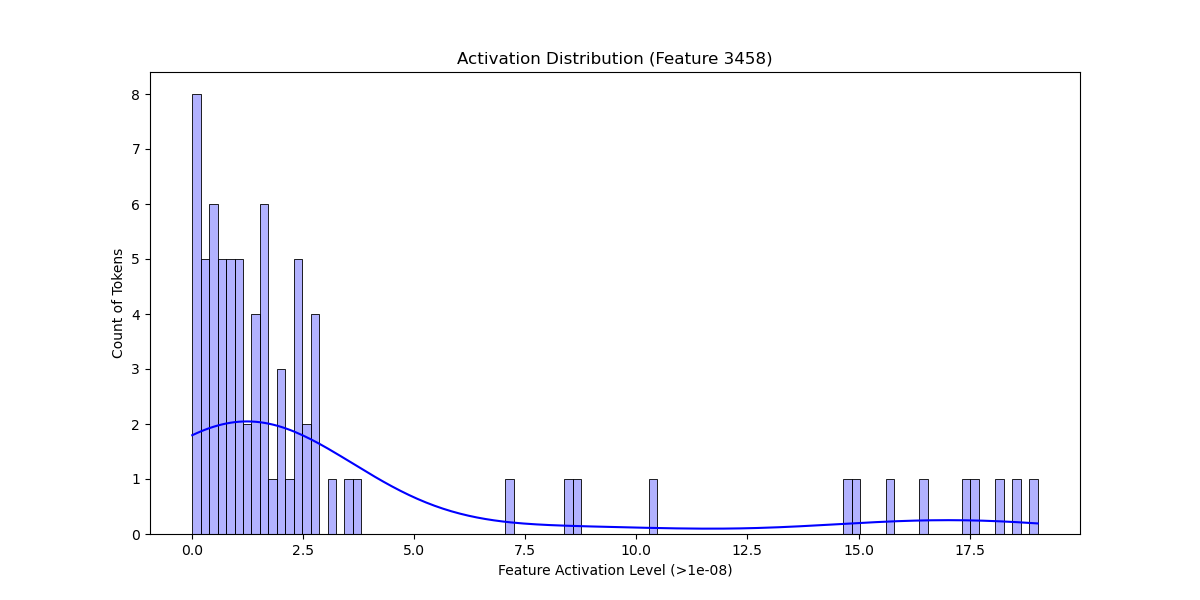 Activation Distribution (Feature 3458)
8
7
6
5
4
3
2
1
0
Count of Tokens
0.0 2.5 5.0 7.5 10.0 12.5 15.0 17.5
Feature Activation Level (>1e-08)